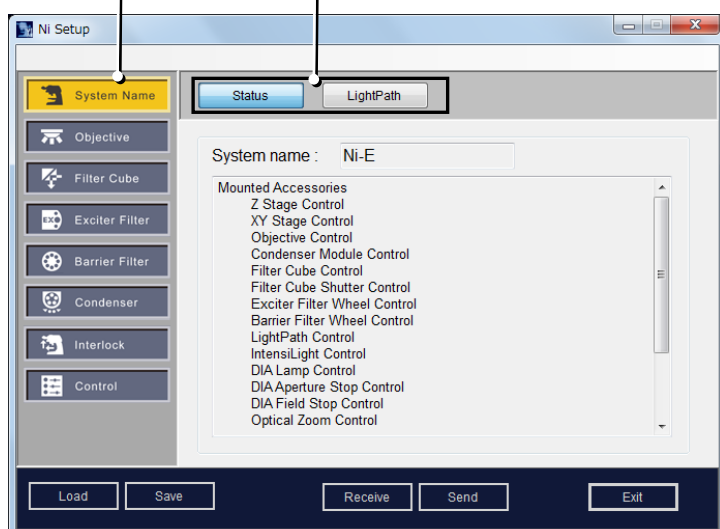 Ni Setup
System Name
Objective
Filter Cube
EXC
Exciter Filter
Barrier Filter
Condenser
Interlock
Control
Status LightPath
System name : Ni-E
Mounted Accessories
Z Stage Control
XY Stage Control
Objective Control
Condenser Module Control
Filter Cube Control
Filter Cube Shutter Control
Exciter Filter Wheel Control
Barrier Filter Wheel Control
LightPath Control
IntensiLight Control
DIA Lamp Control
DIA Aperture Stop Control
DIA Field Stop Control
Optical Zoom Control
Load Save Receive Send Exit